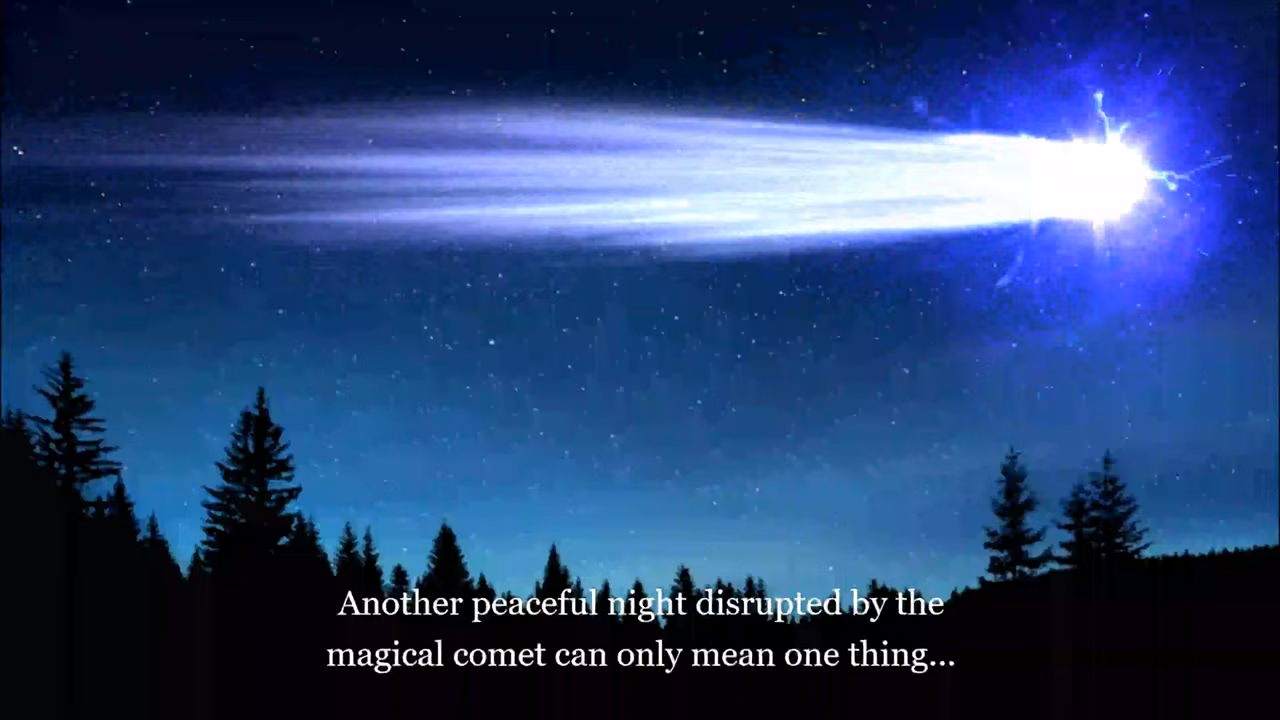 Another peaceful night disrupted by the
magical comet can only mean one thing...